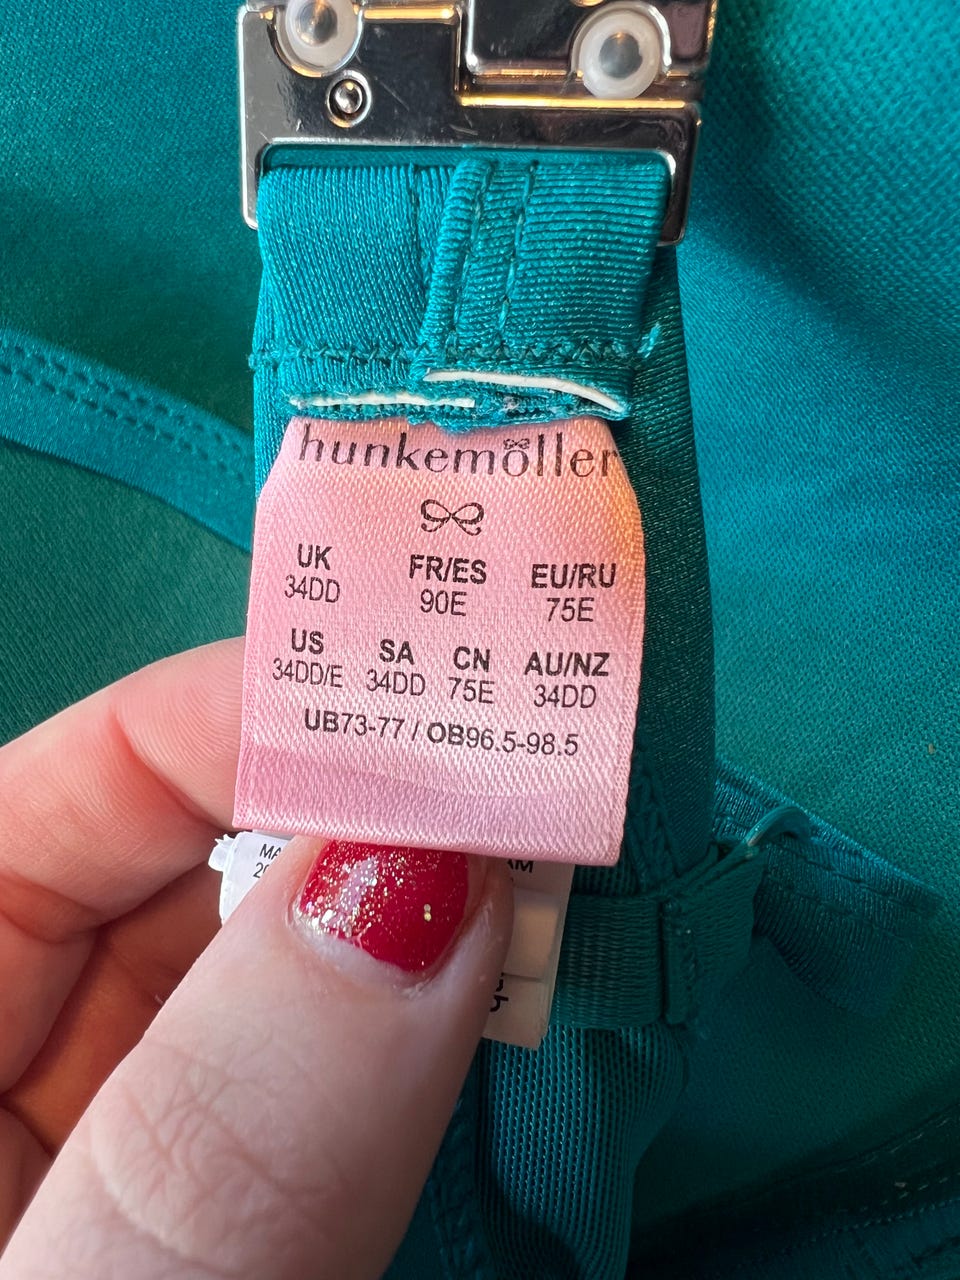 hunkemöller
UK FR/ES EU/RU
34DD 90E 75E
US SA CN AU/NZ
34DD/E 34DD 75E 34DD
UB73-77 / OB96.5-98.5